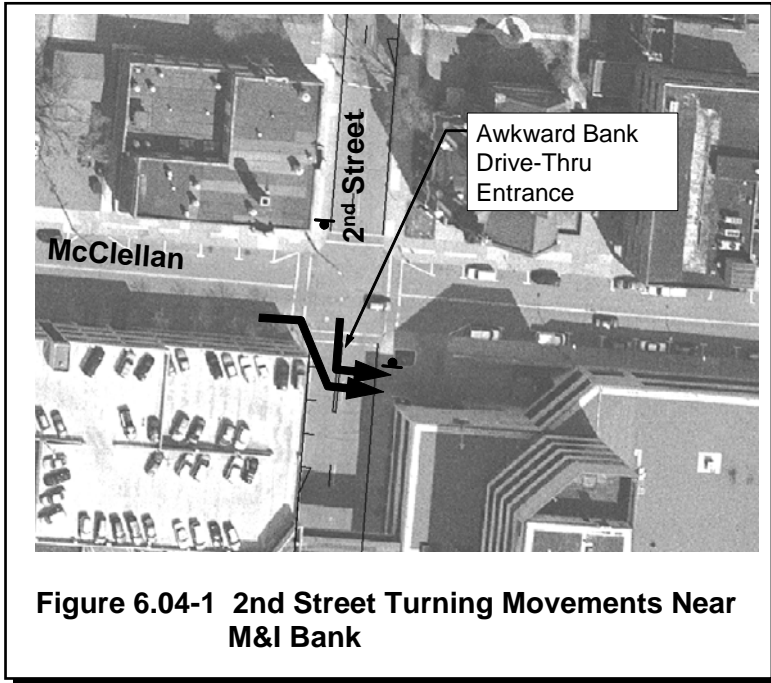 Awkward Bank
Drive-Thru
Entrance
2nd Street
McClellan
Figure 6.04-1 2nd Street Turning Movements Near
M&I Bank